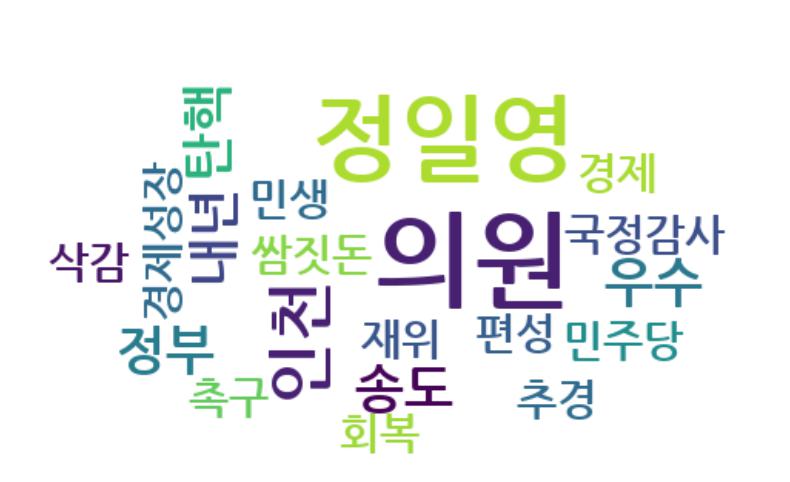 탄핵
정일영
경제
경제성장
내년
민생
의원
국정감사
삭감
쌈짓돈
우수
인천
정부
재위
편성
민주당
촉구
송도
추경
회복